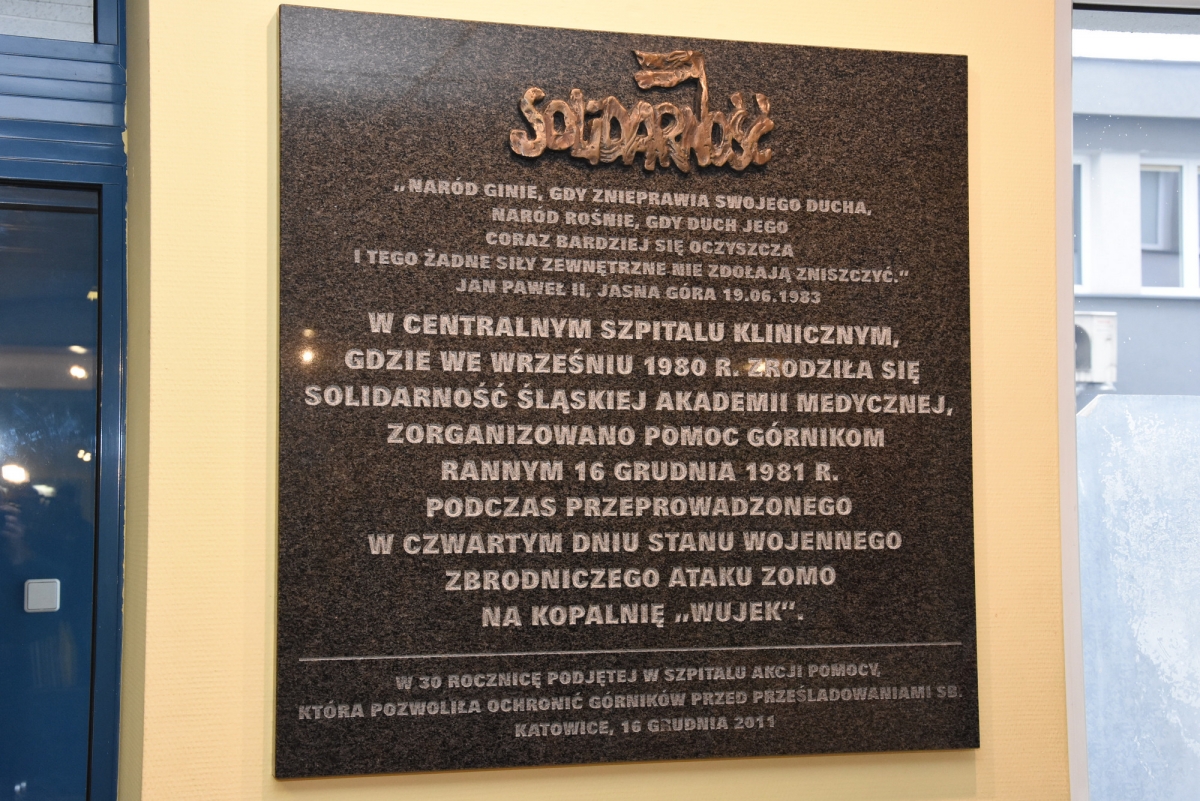 SOLIDARNOŚĆ
„NARÓD GINIE, GDY ZNIEPRAWIA SWOJEGO DUCHA,
NARÓD ROŚNIE, GDY DUCH JEGO
CORAZ BARDZIEJ SIĘ OCZYSZCZA
I TEGO ŻADNE SIŁY ZEWNĘTRZNE NIE ZDOŁAJĄ ZNISZCZYĆ.”
JAN PAWEŁ II, JASNA GÓRA 19.06.1983
W CENTRALNYM SZPITALU KLINICZNYM,
GDZIE WE WRZEŚNIU 1980 R. ZRODZIŁA SIĘ
SOLIDARNOŚĆ ŚLĄSKIEJ AKADEMII MEDYCZNEJ,
ZORGANIZOWANO POMOC GÓRNIKOM
RANNYM 16 GRUDNIA 1981 R.
PODCZAS PRZEPROWADZONEGO
W CZWARTYM DNIU STANU WOJENNEGO
ZBRODNICZEGO ATAKU ZOMO
NA KOPALNIĘ „WUJEK”.
W 30 ROCZNICĘ PODJĘTEJ W SZPITALU AKCJI POMOCY,
KTÓRA POZWOLIŁA OCHRONIĆ GÓRNIKÓW PRZED PRZEŚLADOWANIAMI SB.
KATOWICE, 16 GRUDNIA 2011